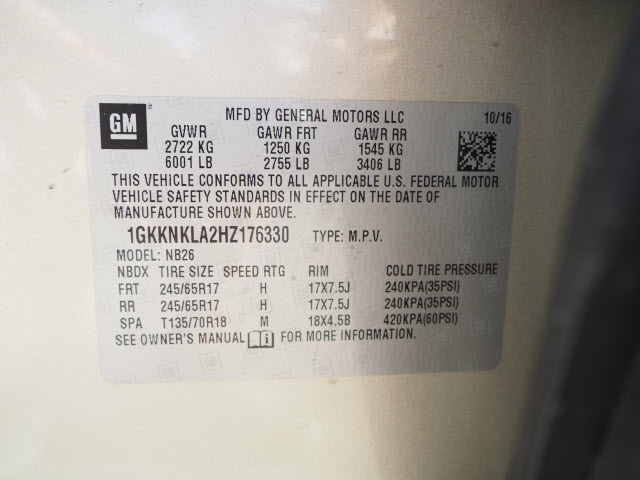 GM
MFD BY GENERAL MOTORS LLC 10/16
GVWR GAWR FRT GAWR RR
2722 KG 1250 KG 1545 KG
6001 LB 2755 LB 3406 LB
THIS VEHICLE CONFORMS TO ALL APPLICABLE U.S. FEDERAL MOTOR
VEHICLE SAFETY STANDARDS IN EFFECT ON THE DATE OF
MANUFACTURE SHOWN ABOVE.
1GKKNKLA2HZ176330 TYPE: M.P.V.
MODEL: NB26
NBDX TIRE SIZE SPEED RTG RIM COLD TIRE PRESSURE
FRT 245/65R17 H 17X7.5J 240KPA(35PSI)
RR 245/65R17 H 17X7.5J 240KPA(35PSI)
SPA T135/70R18 M 18X4.5B 420KPA(60PSI)
SEE OWNER'S MANUAL FOR MORE INFORMATION.